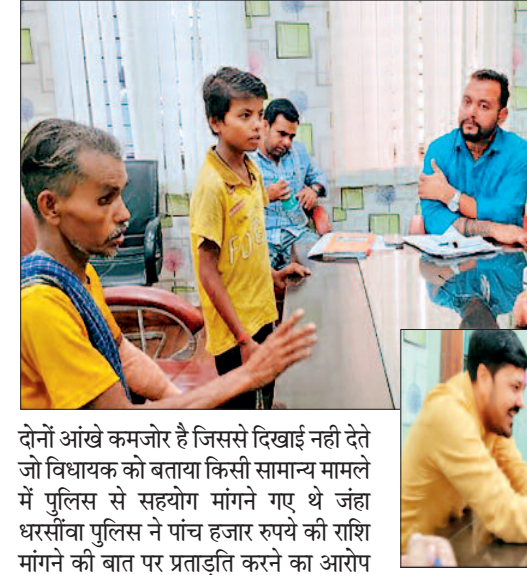 दोनों आंखे कमजोर है जिससे दिखाई नही देते
जो विधायक को बताया किसी सामान्य मामले
में पुलिस से सहयोग मांगने गए थे जंहा
धरसींवा पुलिस ने पांच हजार रुपये की राशि
मांगने की बात पर प्रताडि़त करने का आरोप